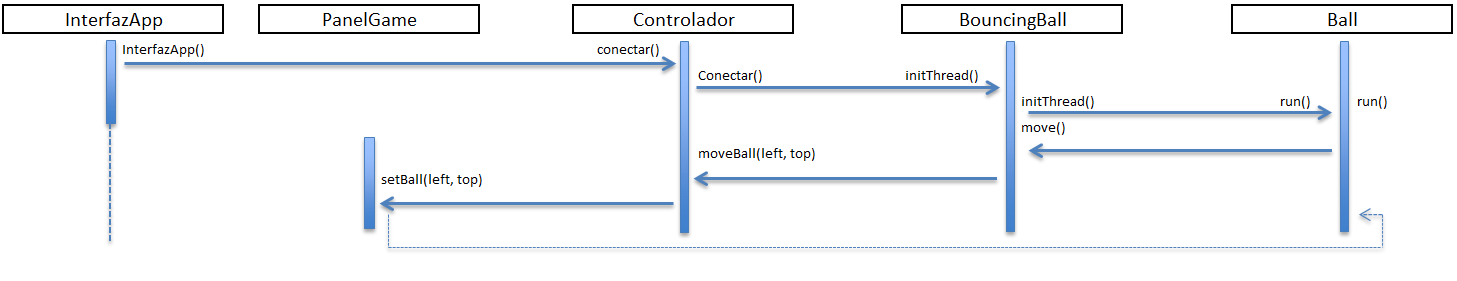 InterfazApp
PanelGame
Controlador
BouncingBall
Ball
InterfazApp()
conectar()
Conectar()
initThread()
initThread()
run()
run()
move()
moveBall(left, top)
setBall(left, top)